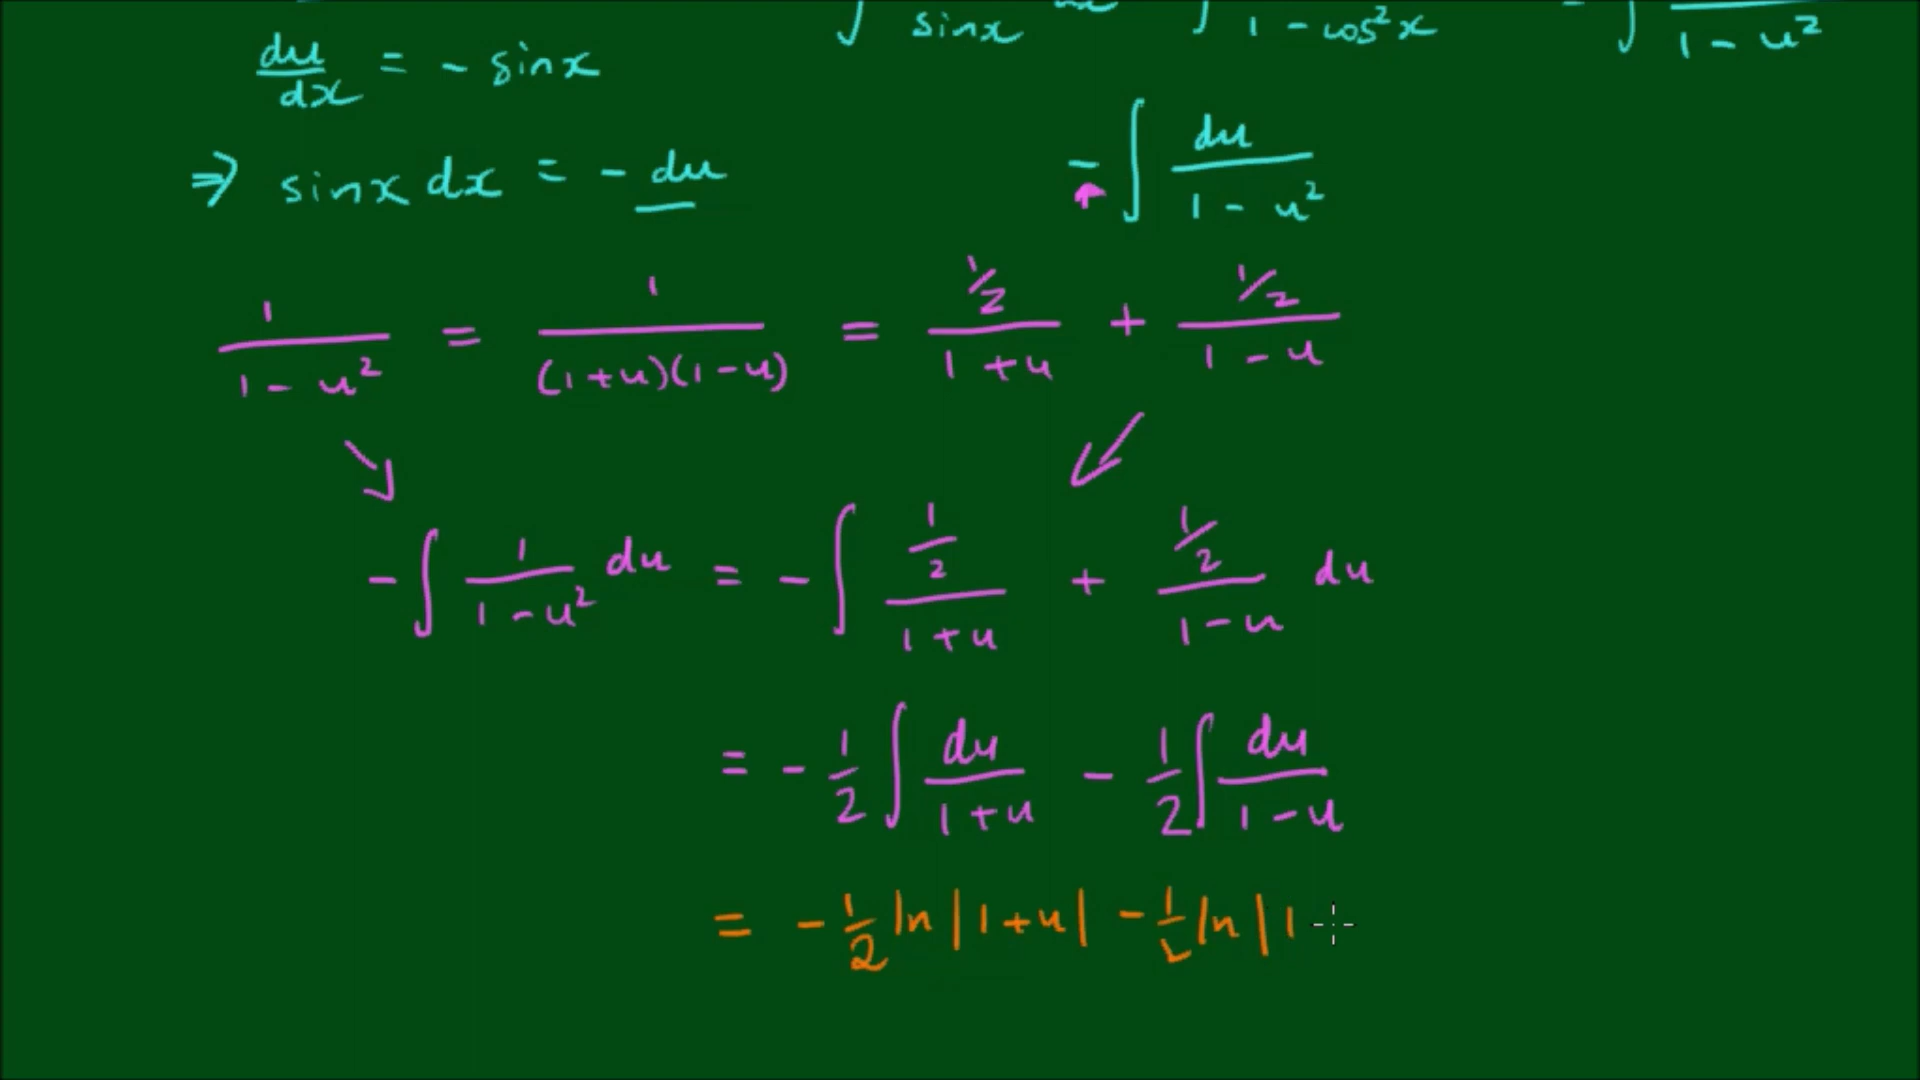 du/dx = - sinx
∫ /sinx ∫ /1 - cos²x = ∫ /1 - u²
⇒ sinx dx = - du
- ∫ du/1 - u²
1/1 - u² = 1/(1+u)(1-u) = 1/2/1 + u + 1/2/1 - u
- ∫ 1/1 - u² du = - ∫ 1/2/1 + u + 1/2/1 - u du
= - 1/2 ∫ du/1 + u - 1/2 ∫ du/1 - u
= - 1/2 ln |1 + u| - 1/2 ln |1